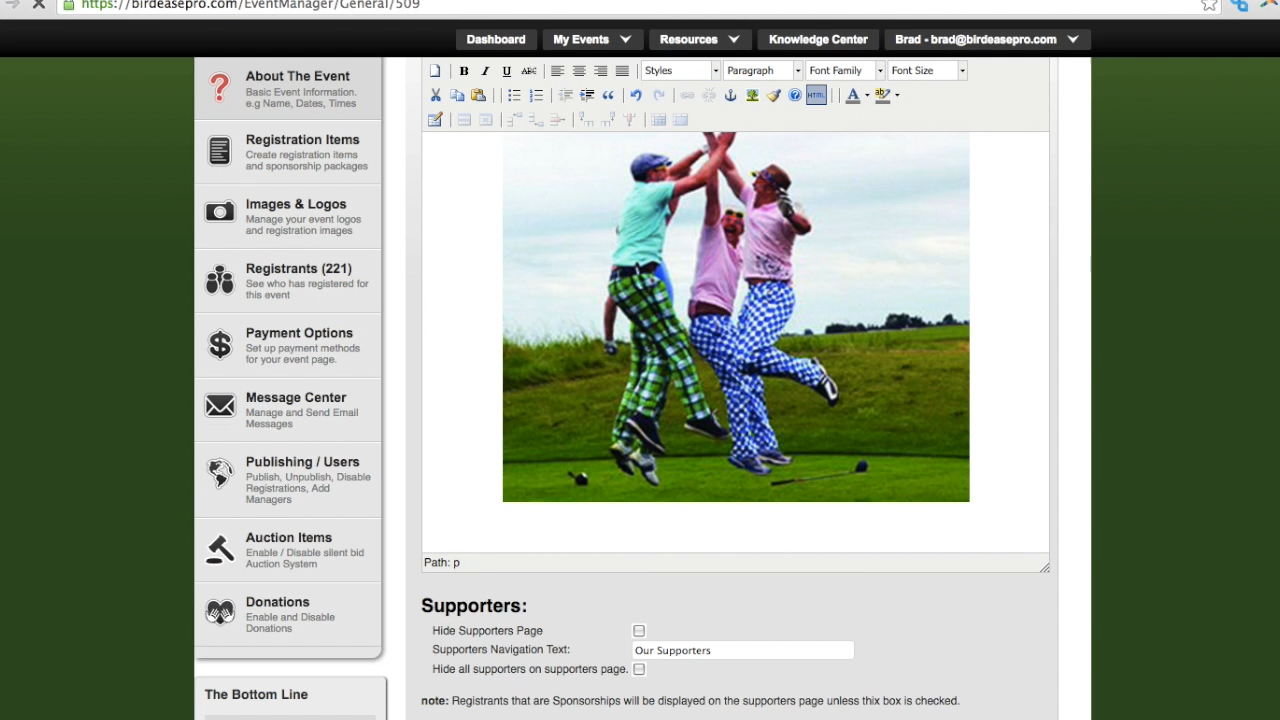 https://birdeasepro.com/EventManager/General/509
Dashboard
My Events
Resources
Knowledge Center
Brad - brad@birdeasepro.com
About The Event
Basic Event Information.
e.g Name, Dates, Times
Registration Items
Create registration items
and sponsorship packages
Images & Logos
Manage your event logos
and registration images
Registrants (221)
See who has registered for
this event
Payment Options
Set up payment methods
for your event page.
Message Center
Manage and Send Email
Messages
Publishing / Users
Publish, Unpublish, Disable
Registrations, Add
Managers
Auction Items
Enable / Disable silent bid
Auction System
Donations
Enable and Disable
Donations
The Bottom Line
B I U ABC
Styles
Paragraph
Font Family
Font Size
HTML
A
ab
Path: p
Supporters:
Hide Supporters Page
Supporters Navigation Text:
Our Supporters
Hide all supporters on supporters page.
note: Registrants that are Sponsorships will be displayed on the supporters page unless thix box is checked.